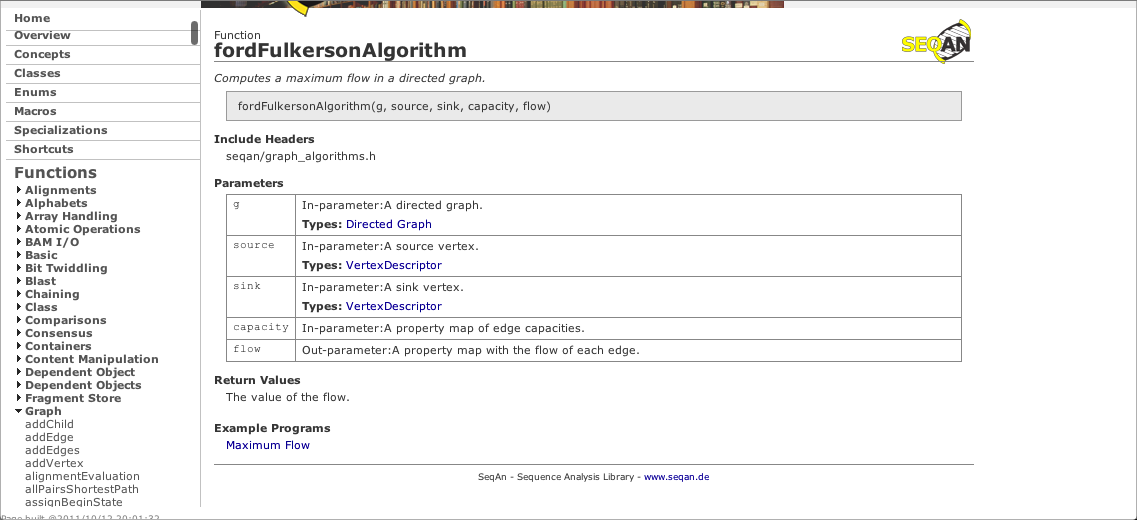 Home
Overview
Concepts
Classes
Enums
Macros
Specializations
Shortcuts
Functions
Alignments
Alphabets
Array Handling
Atomic Operations
BAM I/O
Basic
Bit Twiddling
Blast
Chaining
Class
Comparisons
Consensus
Containers
Content Manipulation
Dependent Object
Dependent Objects
Fragment Store
Graph
addChild
addEdge
addEdges
addVertex
alignmentEvaluation
allPairsShortestPath
assignBeginState
Page built @2011/10/12 20:01:32
Function
fordFulkersonAlgorithm
SEQAN
Computes a maximum flow in a directed graph.
fordFulkersonAlgorithm(g, source, sink, capacity, flow)
Include Headers
seqan/graph_algorithms.h
Parameters
g In-parameter:A directed graph.
Types: Directed Graph
source In-parameter:A source vertex.
Types: VertexDescriptor
sink In-parameter:A sink vertex.
Types: VertexDescriptor
capacity In-parameter:A property map of edge capacities.
flow Out-parameter:A property map with the flow of each edge.
Return Values
The value of the flow.
Example Programs
Maximum Flow
SeqAn - Sequence Analysis Library - www.seqan.de